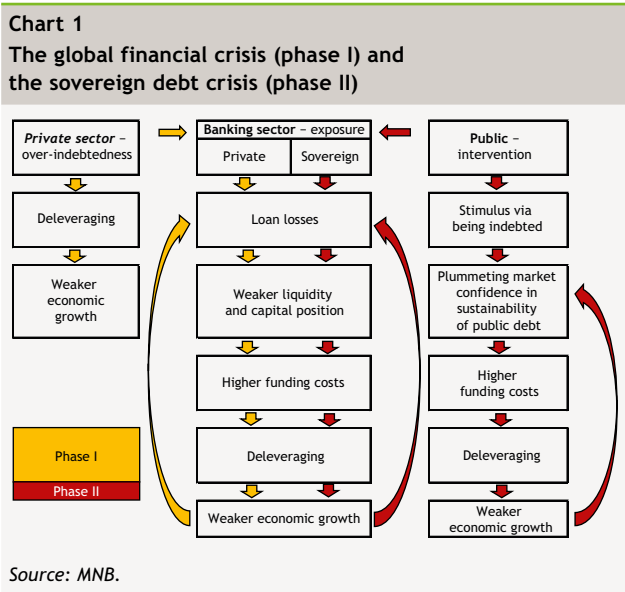 Chart 1
The global financial crisis (phase I) and
the sovereign debt crisis (phase II)
Private sector –
over-indebtedness
Deleveraging
Weaker
economic
growth
Phase I
Phase II
Banking sector – exposure
Private
Sovereign
Loan losses
Weaker liquidity
and capital position
Higher funding costs
Deleveraging
Weaker economic growth
Public –
intervention
Stimulus via
being indebted
Plummeting market
confidence in
sustainability
of public debt
Higher
funding costs
Deleveraging
Weaker
economic growth
Source: MNB.